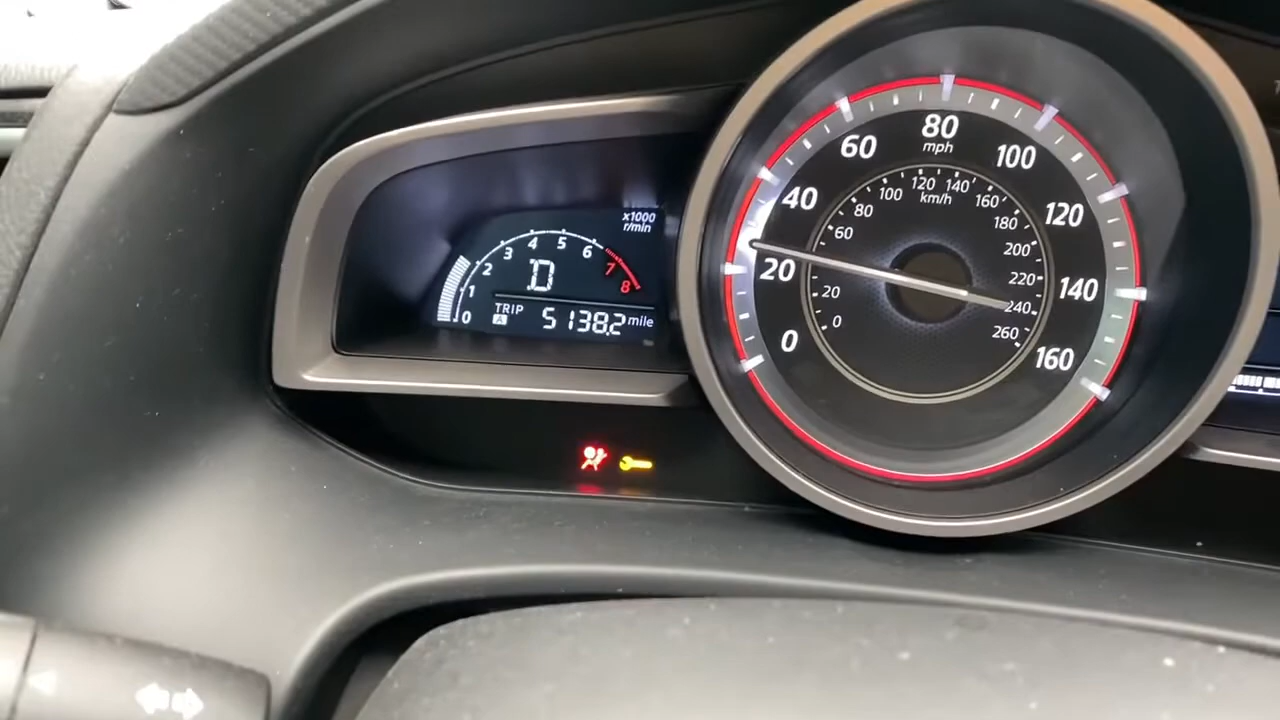 x1000
r/min
0 1 2 3 4 5 6 7 8
D
TRIP
A
5138.2 mile
0 20 40 60 80 100 120 140 160
mph
0 20 60 80 100 120 140 160 180 200 220 240 260
km/h